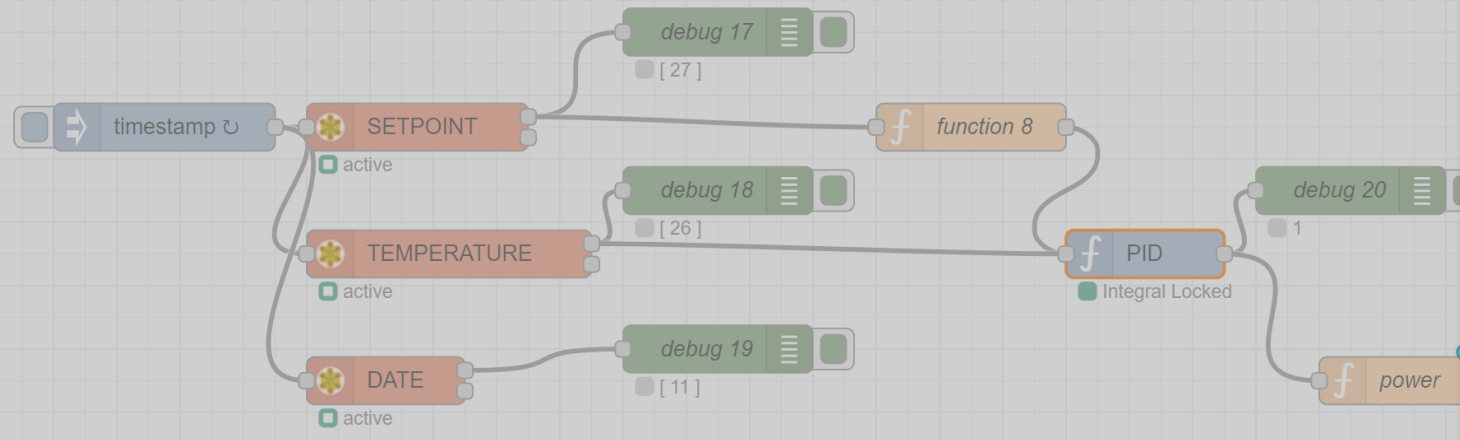 debug 17
[ 27 ]
timestamp ↻
SETPOINT
active
function 8
debug 18
[ 26 ]
debug 20
1
TEMPERATURE
active
PID
Integral Locked
debug 19
[ 11 ]
DATE
active
power